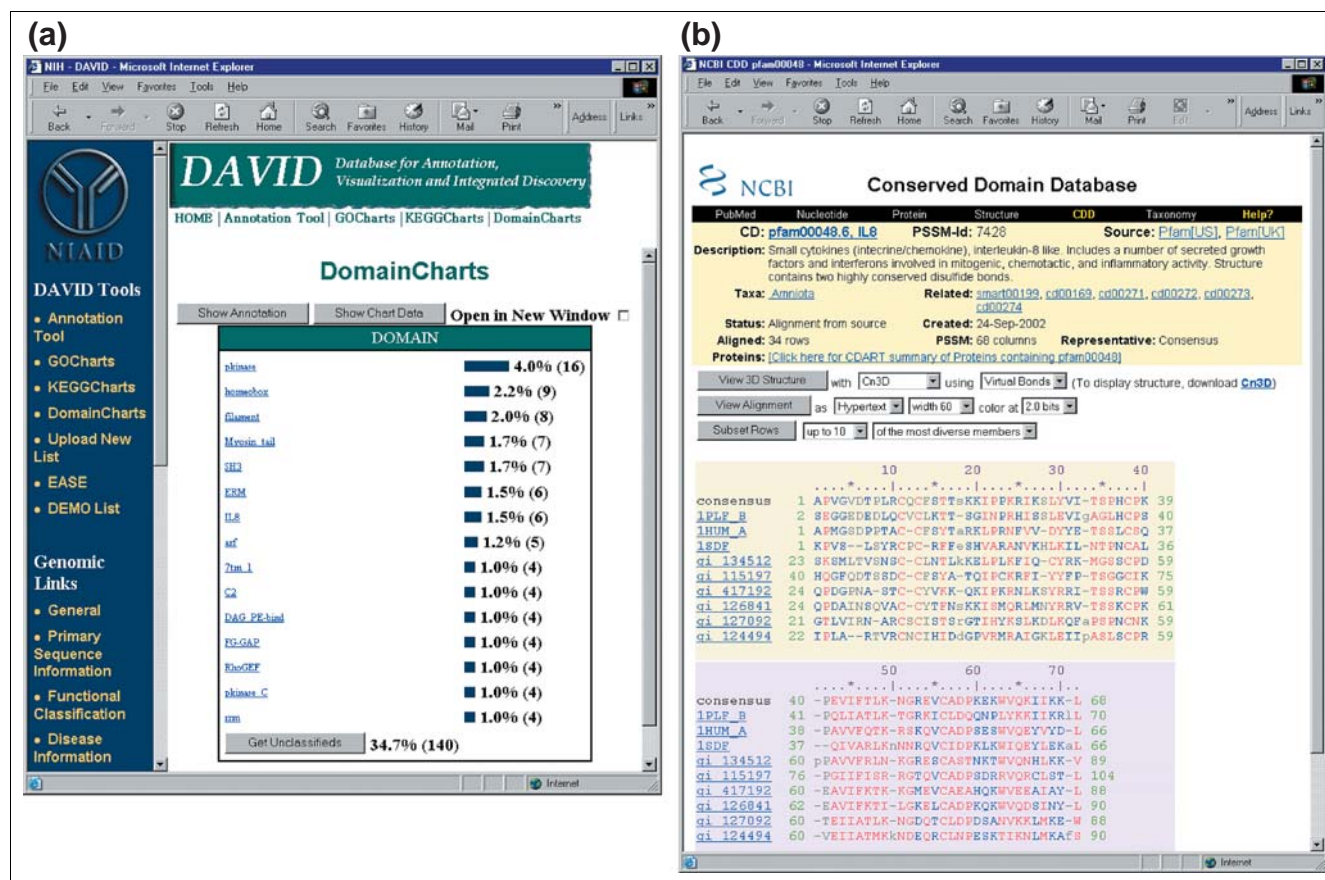 (a)
NIH - DAVID - Microsoft Internet Explorer
File Edit View Favorites Tools Help
Back Forward Stop Refresh Home Search Favorites History Mail Print » Address Links »
NIAID
DAVID Tools
• Annotation
Tool
• GOCharts
• KEGGCharts
• DomainCharts
• Upload New
List
• EASE
• DEMO List
Genomic
Links
• General
• Primary
Sequence
Information
• Functional
Classification
• Disease
Information
DAVID Database for Annotation,
Visualization and Integrated Discovery
HOME | Annotation Tool | GOCharts | KEGGCharts | DomainCharts
DomainCharts
Show Annotation Show Chart Data Open in New Window
DOMAIN
pkinase 4.0% (16)
homeobox 2.2% (9)
filament 2.0% (8)
Myosin_tail 1.7% (7)
SH3 1.7% (7)
ERM 1.5% (6)
IL8 1.5% (6)
arf 1.2% (5)
7tm_1 1.0% (4)
C2 1.0% (4)
DAG_PE-bind 1.0% (4)
FG-GAP 1.0% (4)
RhoGEF 1.0% (4)
pkinase_C 1.0% (4)
rrm 1.0% (4)
Get Unclassifieds 34.7% (140)
Internet
(b)
NCBI CDD pfam00048 - Microsoft Internet Explorer
File Edit View Favorites Tools Help
Back Forward Stop Refresh Home Search Favorites History Mail Print Edit » Address Links »
NCBI Conserved Domain Database
PubMed Nucleotide Protein Structure CDD Taxonomy Help?
CD: pfam00048.6, IL8 PSSM-Id: 7428 Source: Pfam[US], Pfam[UK]
Description: Small cytokines (intecrine/chemokine), interleukin-8 like. Includes a number of secreted growth
factors and interferons involved in mitogenic, chemotactic, and inflammatory activity. Structure
contains two highly conserved disulfide bonds.
Taxa: Amniota Related: smart00199, cd00169, cd00271, cd00272, cd00273,
cd00274
Status: Alignment from source Created: 24-Sep-2002
Aligned: 34 rows PSSM: 68 columns Representative: Consensus
Proteins: [Click here for CDART summary of Proteins containing pfam00048]
View 3D Structure with Cn3D using Virtual Bonds (To display structure, download Cn3D)
View Alignment as Hypertext width 60 color at 2.0 bits
Subset Rows up to 10 of the most diverse members
10 20 30 40
....*....|....*....|....*....|....*....|
consensus 1 APVGVDTPLRCQCFSTTsKKIPPKRIKSLYVI-TSPHCPK 39
1PLF_B 2 SEGGEDEDLQCVCLKTT-SGINPRHISSLEVIgAGLHCPS 40
1HUM_A 1 APMGSDPPTAC-CFSYTaRKLPRNFVV-DYYE-TSSLCSQ 37
1SDF 1 KPVS--LSYRCPC-RFFeSHVARANVKHLKIL-NTPNCAL 36
gi 134512 23 SKSMLTVSNSC-CLNTLkKELPLKFIQ-CYRK-MGSSCPD 59
gi 115197 40 HQGFQDTSSDC-CFSYA-TQIPCKRFI-YYFP-TSGGCIK 75
gi 417192 24 QPDGPNA-STC-CYVKK-QKIPKRNLKSYRRI-TSSRCPW 59
gi 126841 24 QPDAINSQVAC-CYTFNsKKISMQRLMNYRRV-TSSKCPK 61
gi 127092 21 GTLVIRN-ARCSCISTSrGTIHYKSLKDLKQFaPSPNCNK 59
gi 124494 22 IPLA--RTVRCNCIHIDdGPVRMRAIGKLEIIpASLSCPR 59
50 60 70
....*....|....*....|....*....|..
consensus 40 -PEVIFTLK-NGREVCADPKEKWVQKIIKK-L 68
1PLF_B 41 -PQLIATLK-TGRKICLDQQNPLYKKIIKRlL 70
1HUM_A 38 -PAVVFQTK-RSKQVCADPSESWVQEYVYD-L 66
1SDF 37 --QIVARLKnNNRQVCIDPKLKWIQEYLEKaL 66
gi 134512 60 pPAVVFRLN-KGRESCASTNKTWVQNHLKK-V 89
gi 115197 76 -PGIIFISR-RGTQVCADPSDRRVQRCLST-L 104
gi 417192 60 -EAVIFKTK-KGMEVCAEAHQKWVEEAIAY-L 88
gi 126841 62 -EAVIFKTI-LGKELCADPKQKWVQDSINY-L 90
gi 127092 60 -TEIIATLK-NGDQTCLDPDSANVKKLMKE-W 88
gi 124494 60 -VEIIATMKkNDEQRCLNPESKTIKNLMKAfS 90
Internet